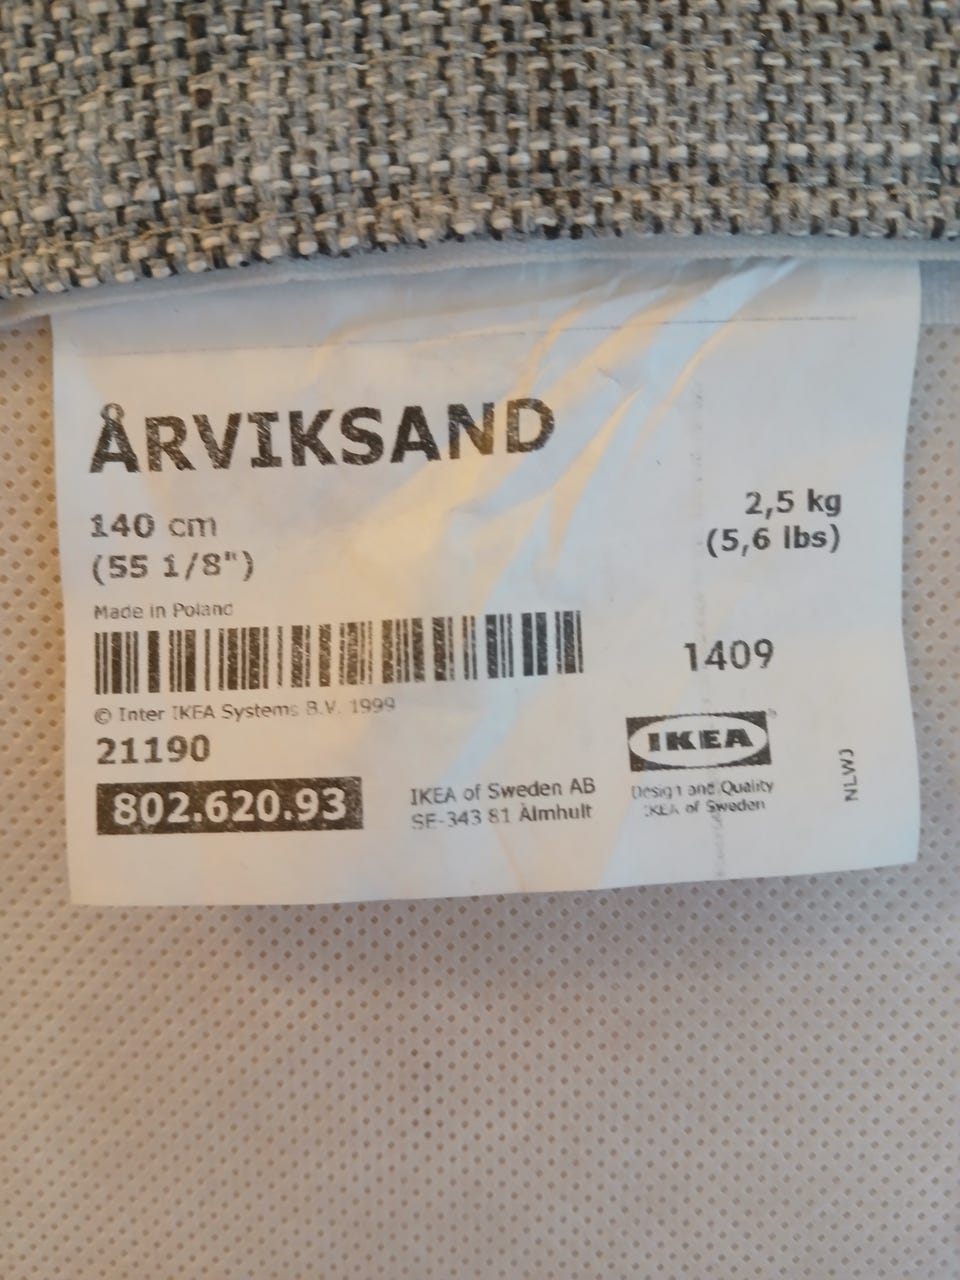 ÅRVIKSAND
140 cm
(55 1/8")
2,5 kg
(5,6 lbs)
Made in Poland
1409
© Inter IKEA Systems B.V. 1999
21190
802.620.93
IKEA of Sweden AB
SE-343 81 Älmhult
IKEA®
Design and Quality
IKEA of Sweden
NLWJ